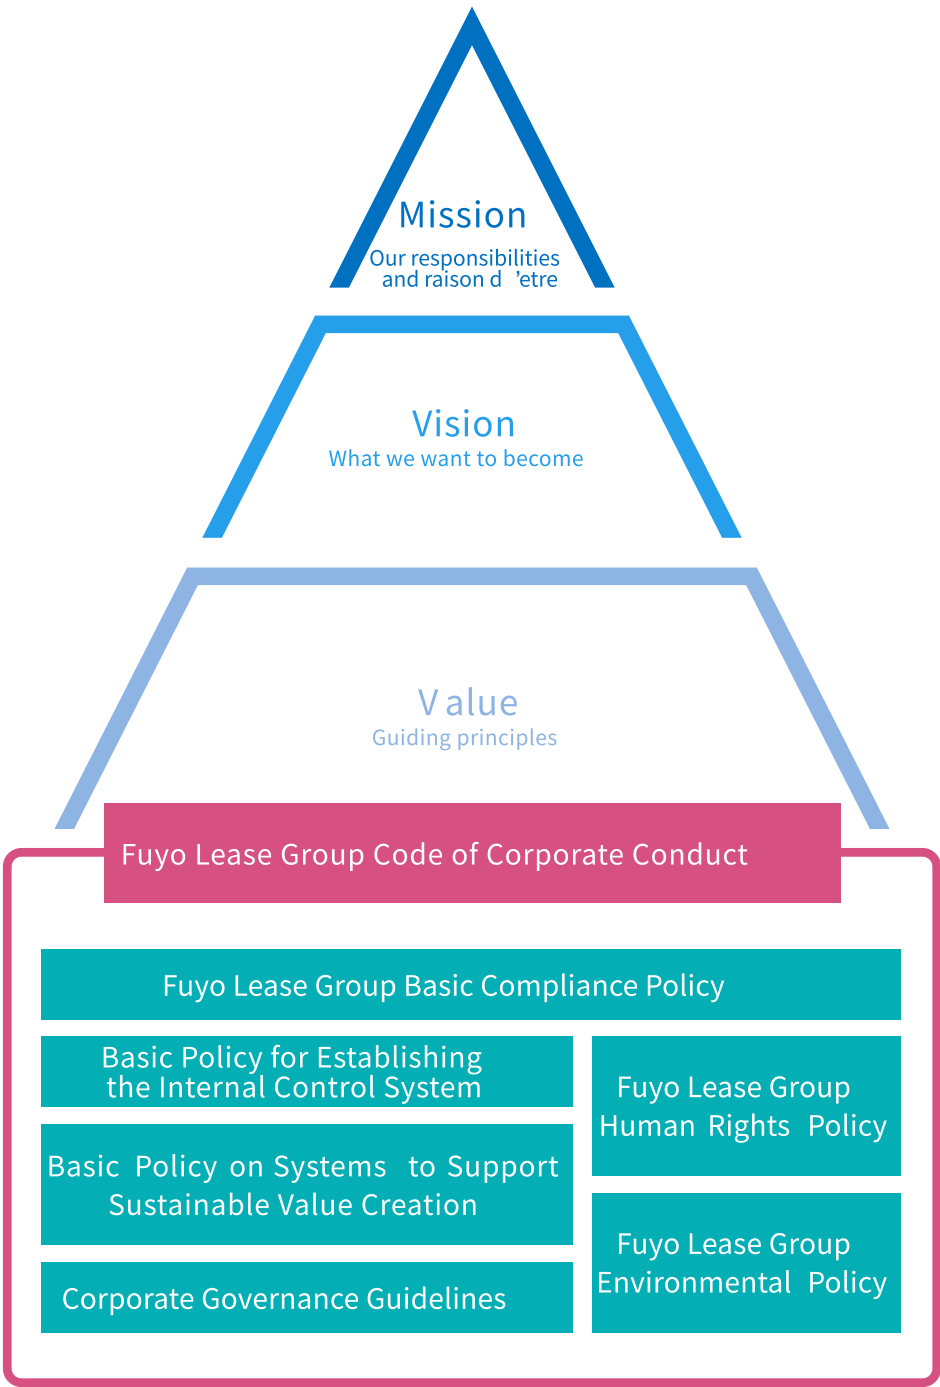 Mission
Our responsibilities
and raison d ’etre
Vision
What we want to become
Value
Guiding principles
Fuyo Lease Group Code of Corporate Conduct
Fuyo Lease Group Basic Compliance Policy
Basic Policy for Establishing
the Internal Control System
Basic Policy on Systems to Support
Sustainable Value Creation
Corporate Governance Guidelines
Fuyo Lease Group
Human Rights Policy
Fuyo Lease Group
Environmental Policy